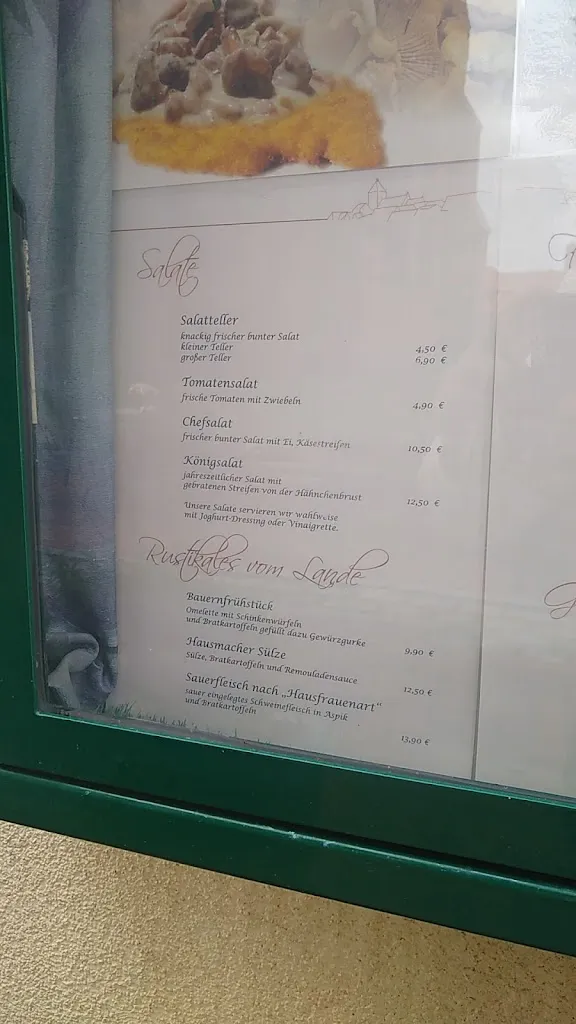 Salate
Salatteller
knackig frischer bunter Salat
kleiner Teller 4,50 €
großer Teller 6,90 €
Tomatensalat
frische Tomaten mit Zwiebeln 4,90 €
Chefsalat
frischer bunter Salat mit Ei, Käsestreifen 10,50 €
Königsalat
jahreszeitlicher Salat mit
gebratenen Streifen von der Hähnchenbrust 12,50 €
Unsere Salate servieren wir wahlweise
mit Joghurt-Dressing oder Vinaigrette.
Rustikales vom Lande
Bauernfrühstück
Omelette mit Schinkenwürfeln
und Bratkartoffeln gefüllt dazu Gewürzgurke 9,90 €
Hausmacher Sülze
Sülze, Bratkartoffeln und Remouladensauce 12,50 €
Sauerfleisch nach „Hausfrauenart"
sauer eingelegtes Schweinefleisch in Aspik
und Bratkartoffeln 13,90 €